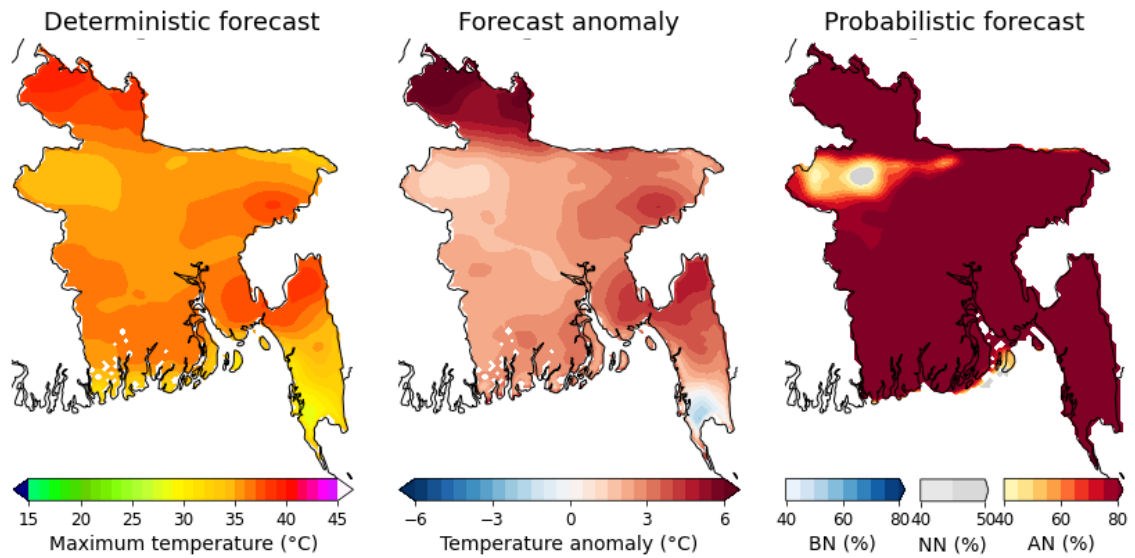 Deterministic forecast
Forecast anomaly
Probabilistic forecast
15 20 25 30 35 40 45
Maximum temperature (°C)
−6 −3 0 3 6
Temperature anomaly (°C)
40 60 80
BN (%)
40 50
NN (%)
40 60 80
AN (%)